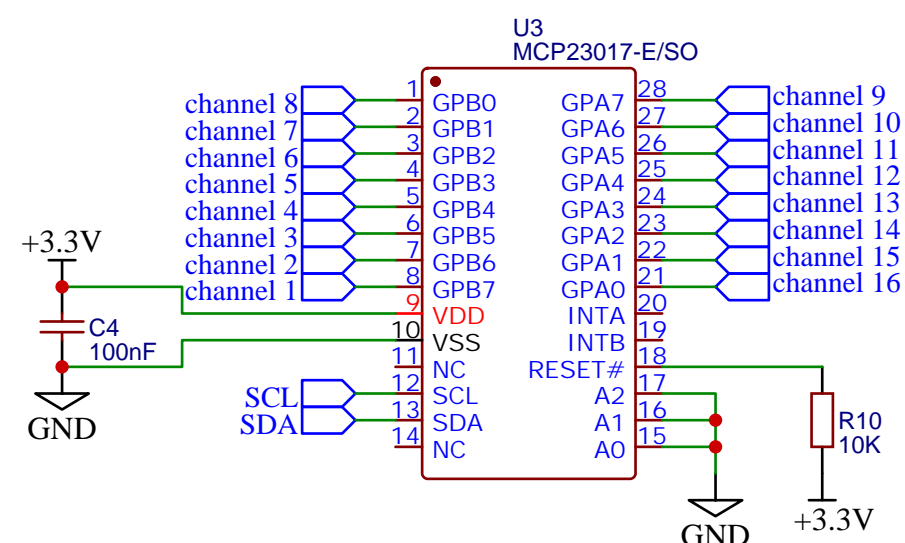 U3
MCP23017-E/SO
channel 8 1 GPB0 GPA7 28 channel 9
channel 7 2 GPB1 GPA6 27 channel 10
channel 6 3 GPB2 GPA5 26 channel 11
channel 5 4 GPB3 GPA4 25 channel 12
channel 4 5 GPB4 GPA3 24 channel 13
channel 3 6 GPB5 GPA2 23 channel 14
channel 2 7 GPB6 GPA1 22 channel 15
channel 1 8 GPB7 GPA0 21 channel 16
+3.3V
9 VDD INTA 20
C4
100nF
10 VSS INTB 19
11 NC RESET# 18
SCL 12 SCL A2 17
SDA 13 SDA A1 16
14 NC A0 15
GND
R10
10K
GND
+3.3V